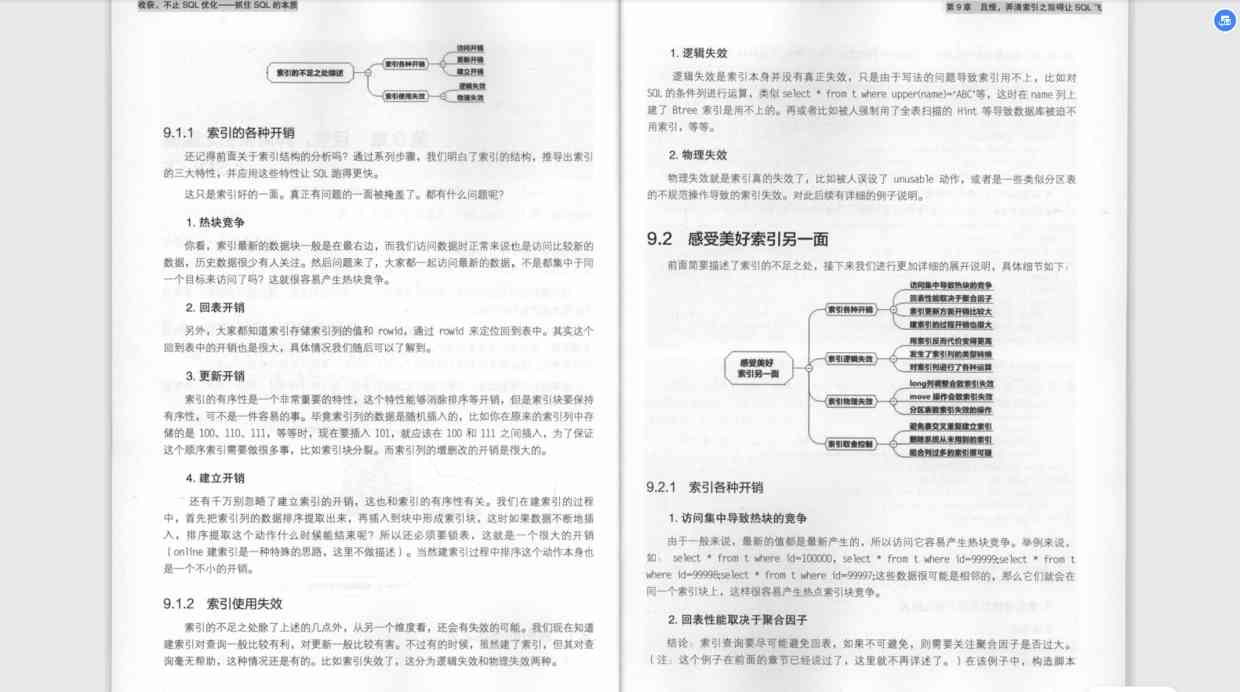 收获，不止SQL优化——抓住SQL的本质
索引的不足之处综述
索引各种开销
访问开销
更新开销
建立开销
索引使用失效
逻辑失效
物理失效
9.1.1 索引的各种开销
还记得前面关于索引结构的分析吗？通过系列步骤，我们明白了索引的结构，推导出索引
的三大特性，并应用这些特性让 SQL 跑得更快。
这只是索引好的一面。真正有问题的一面被掩盖了。都有什么问题呢？
1. 热块竞争
你看，索引最新的数据块一般是在最右边，而我们访问数据时正常来说也是访问比较新的
数据，历史数据很少有人关注。然后问题来了，大家都一起访问最新的数据，不是都集中于同
一个目标来访问了吗？这就很容易产生热块竞争。
2. 回表开销
另外，大家都知道索引存储索引列的值和 rowid，通过 rowid 来定位回到表中。其实这个
回到表中的开销也是很大，具体情况我们随后可以了解到。
3. 更新开销
索引的有序性是一个非常重要的特性，这个特性能够消除排序等开销，但是索引块要保持
有序性，可不是一件容易的事。毕竟索引列的数据是随机插入的，比如你在原来的索引列中存
储的是 100、110、111，等等时，现在要插入 101，就应该在 100 和 111 之间插入，为了保证
这个顺序索引需要做很多事，比如索引块分裂。而索引列的增删改的开销是很大的。
4. 建立开销
还有千万别忽略了建立索引的开销，这也和索引的有序性有关。我们在建索引的过程
中，首先把索引列的数据排序提取出来，再插入到块中形成索引块，这时如果数据不断地插
入，排序提取这个动作什么时候能结束呢？所以还必须要锁表，这就是一个很大的开销
（online 建索引是一种特殊的思路，这里不做描述）。当然建索引过程中排序这个动作本身也
是一个不小的开销。
9.1.2 索引使用失效
索引的不足之处除了上述的几点外，从另一个维度看，还会有失效的可能。我们现在知道
建索引对查询一般比较有利，对更新一般比较有害。不过有的时候，虽然建了索引，但其对查
询毫无帮助，这种情况还是有的。比如索引失效了，这分为逻辑失效和物理失效两种。
第 9 章 且慢，弄清索引之阻碍让 SQL 飞
1. 逻辑失效
逻辑失效是索引本身并没有真正失效，只是由于写法的问题导致索引用不上，比如对
SQL 的条件列进行运算，类似 select * from t where upper(name)='ABC'等，这时在 name 列上
建了 Btree 索引是用不上的。再或者比如被人强制用了全表扫描的 Hint 等导致数据库被迫不
用索引，等等。
2. 物理失效
物理失效就是索引真的失效了，比如被人误设了 unusable 动作，或者是一些类似分区表
的不规范操作导致的索引失效。对此后续有详细的例子说明。
9.2 感受美好索引另一面
前面简要描述了索引的不足之处，接下来我们进行更加详细的展开说明，具体细节如下。
感受美好
索引另一面
索引各种开销
访问集中导致热块的竞争
回表性能取决于聚合因子
索引更新方面开销比较大
建索引的过程开销也很大
索引逻辑失效
用索引反而代价变得更高
发生了索引列的类型转换
对索引列进行了各种运算
索引物理失效
long列调整会致索引失效
move 操作会致索引失效
分区表致索引失效的操作
索引取舍控制
避免表交叉重复建立索引
删除系统从未用到的索引
组合列过多的索引很可疑
9.2.1 索引各种开销
1. 访问集中导致热块的竞争
由于一般来说，最新的值都是最新产生的，所以访问它容易产生热块竞争。举例来说，
如： select * from t where id=100000，select * from t where id=99999;select * from t
where id=99998;select * from t where id=99997;这些数据很可能是相邻的，那么它们就会在
同一个索引块上，这样很容易产生热点索引块竞争。
2. 回表性能取决于聚合因子
结论：索引查询要尽可能避免回表，如果不可避免，则需要关注聚合因子是否过大。
（注：这个例子在前面的章节已经说过了，这里就不再详述了。）在该例子中，构造脚本